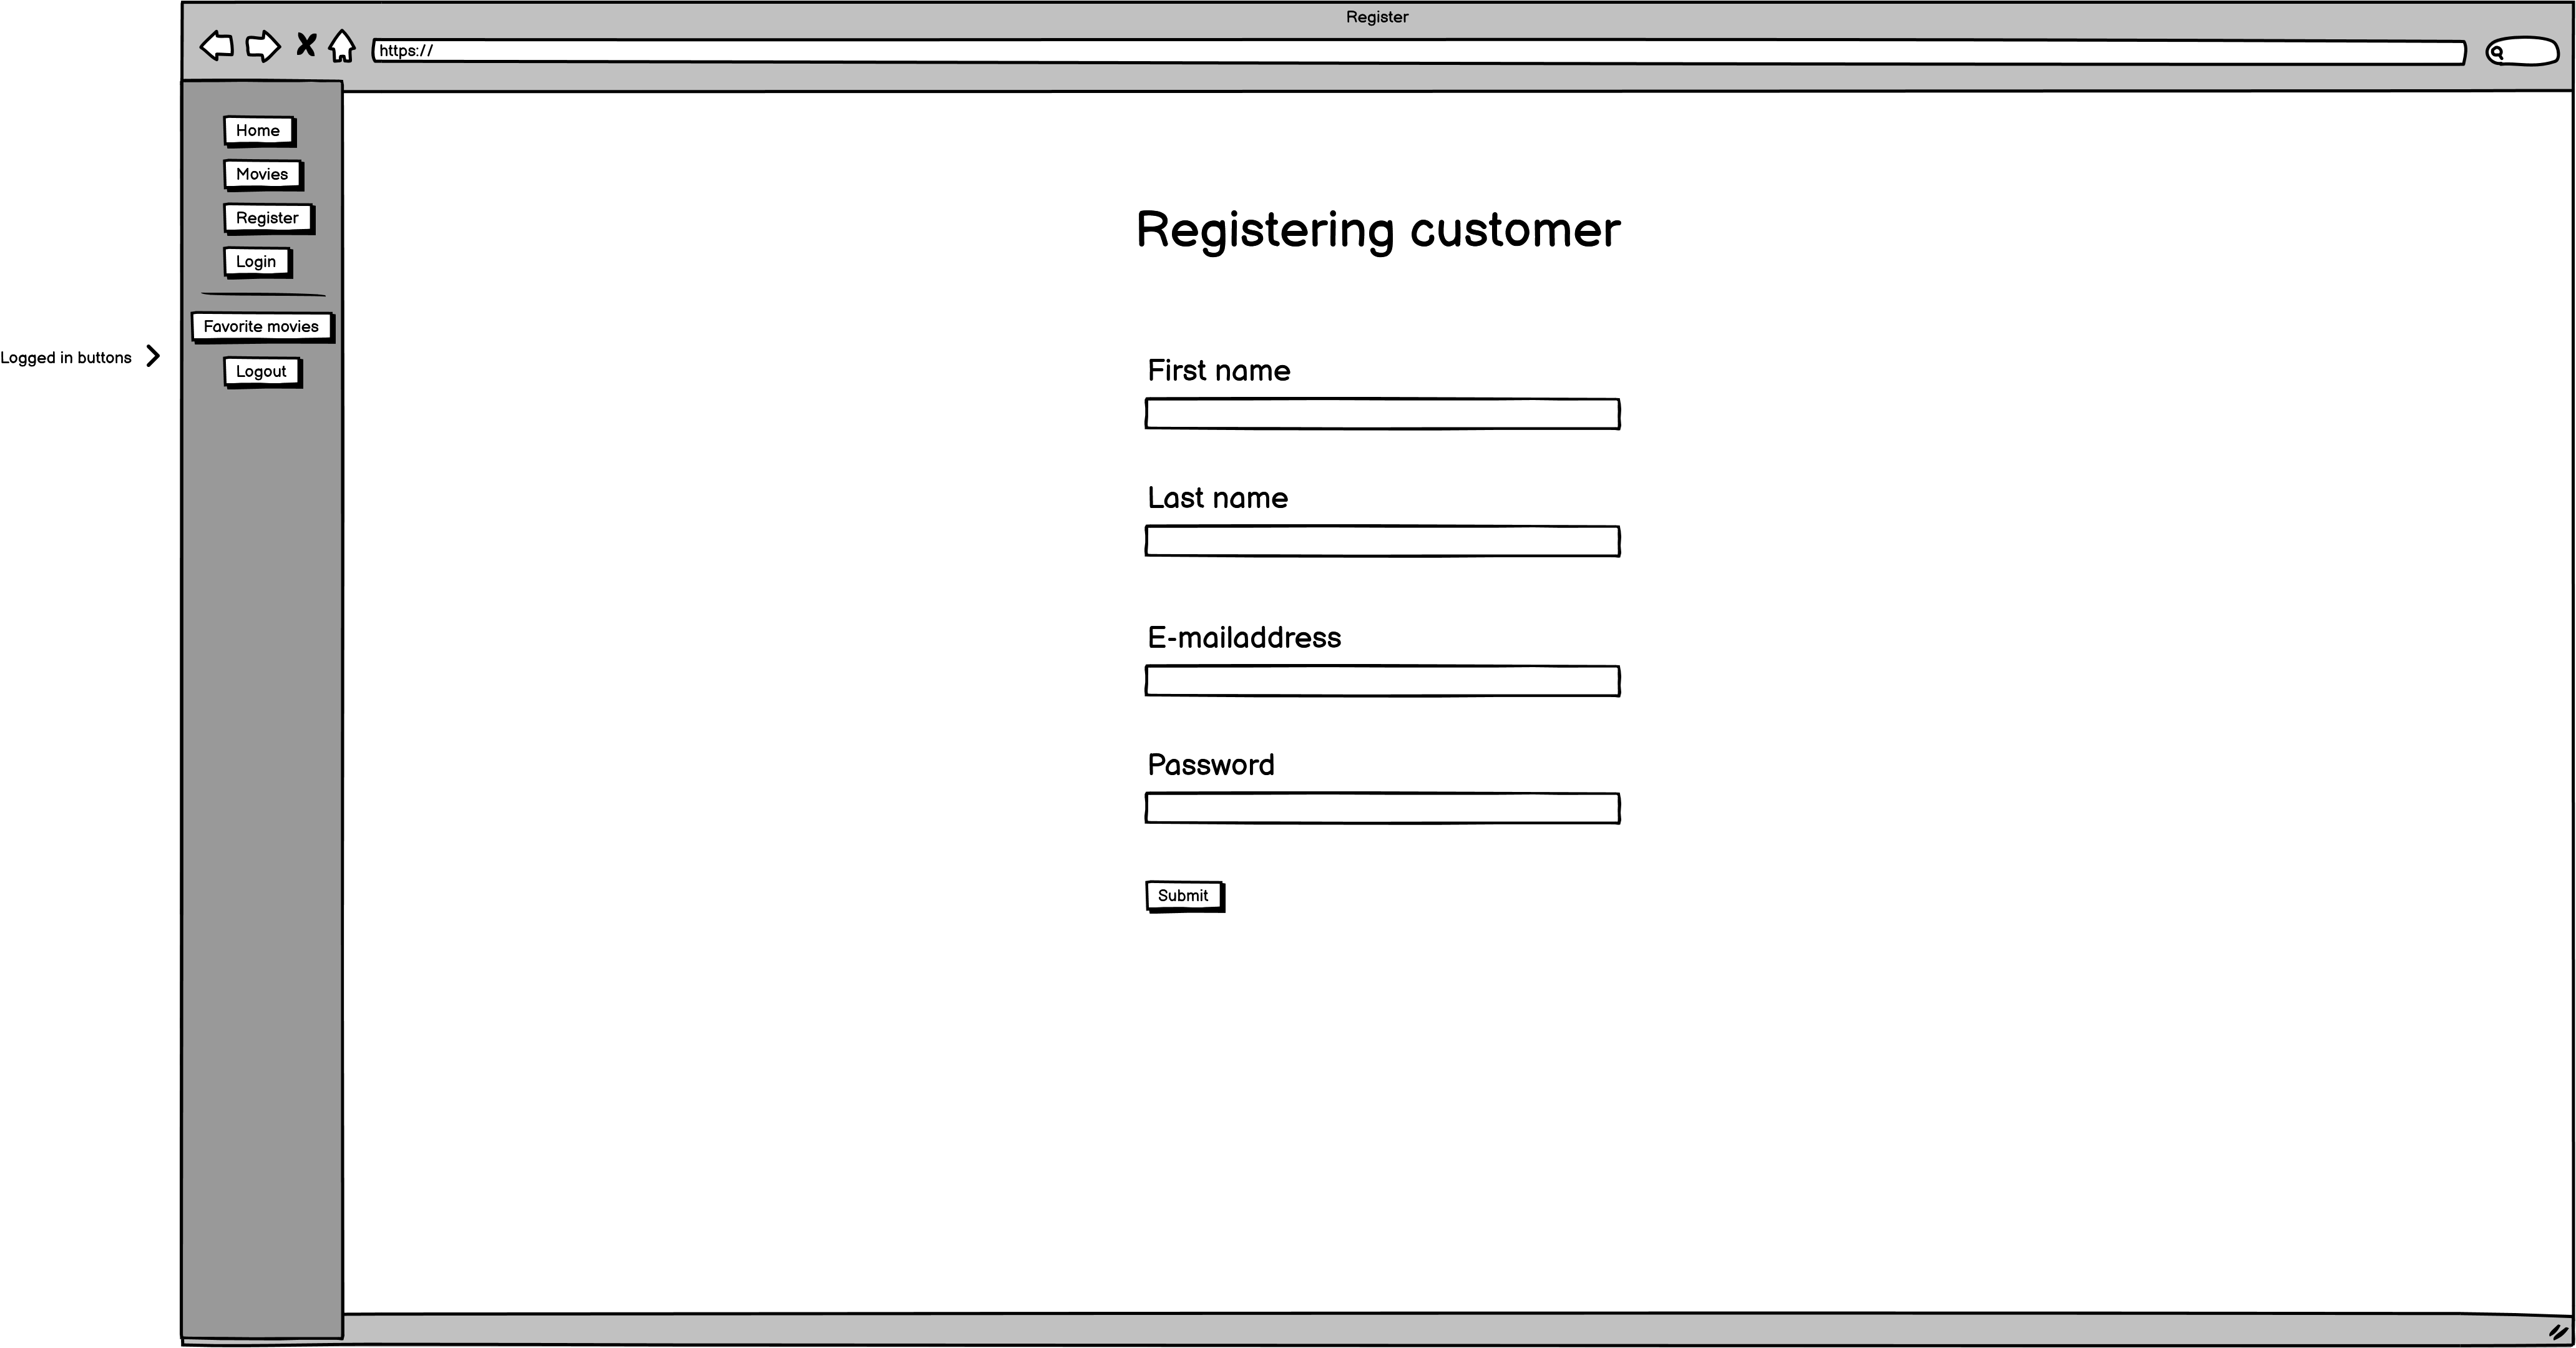 Register
https://
Home
Movies
Register
Login
Favorite movies
Logged in buttons
Logout
Registering customer
First name
Last name
E-mailaddress
Password
Submit